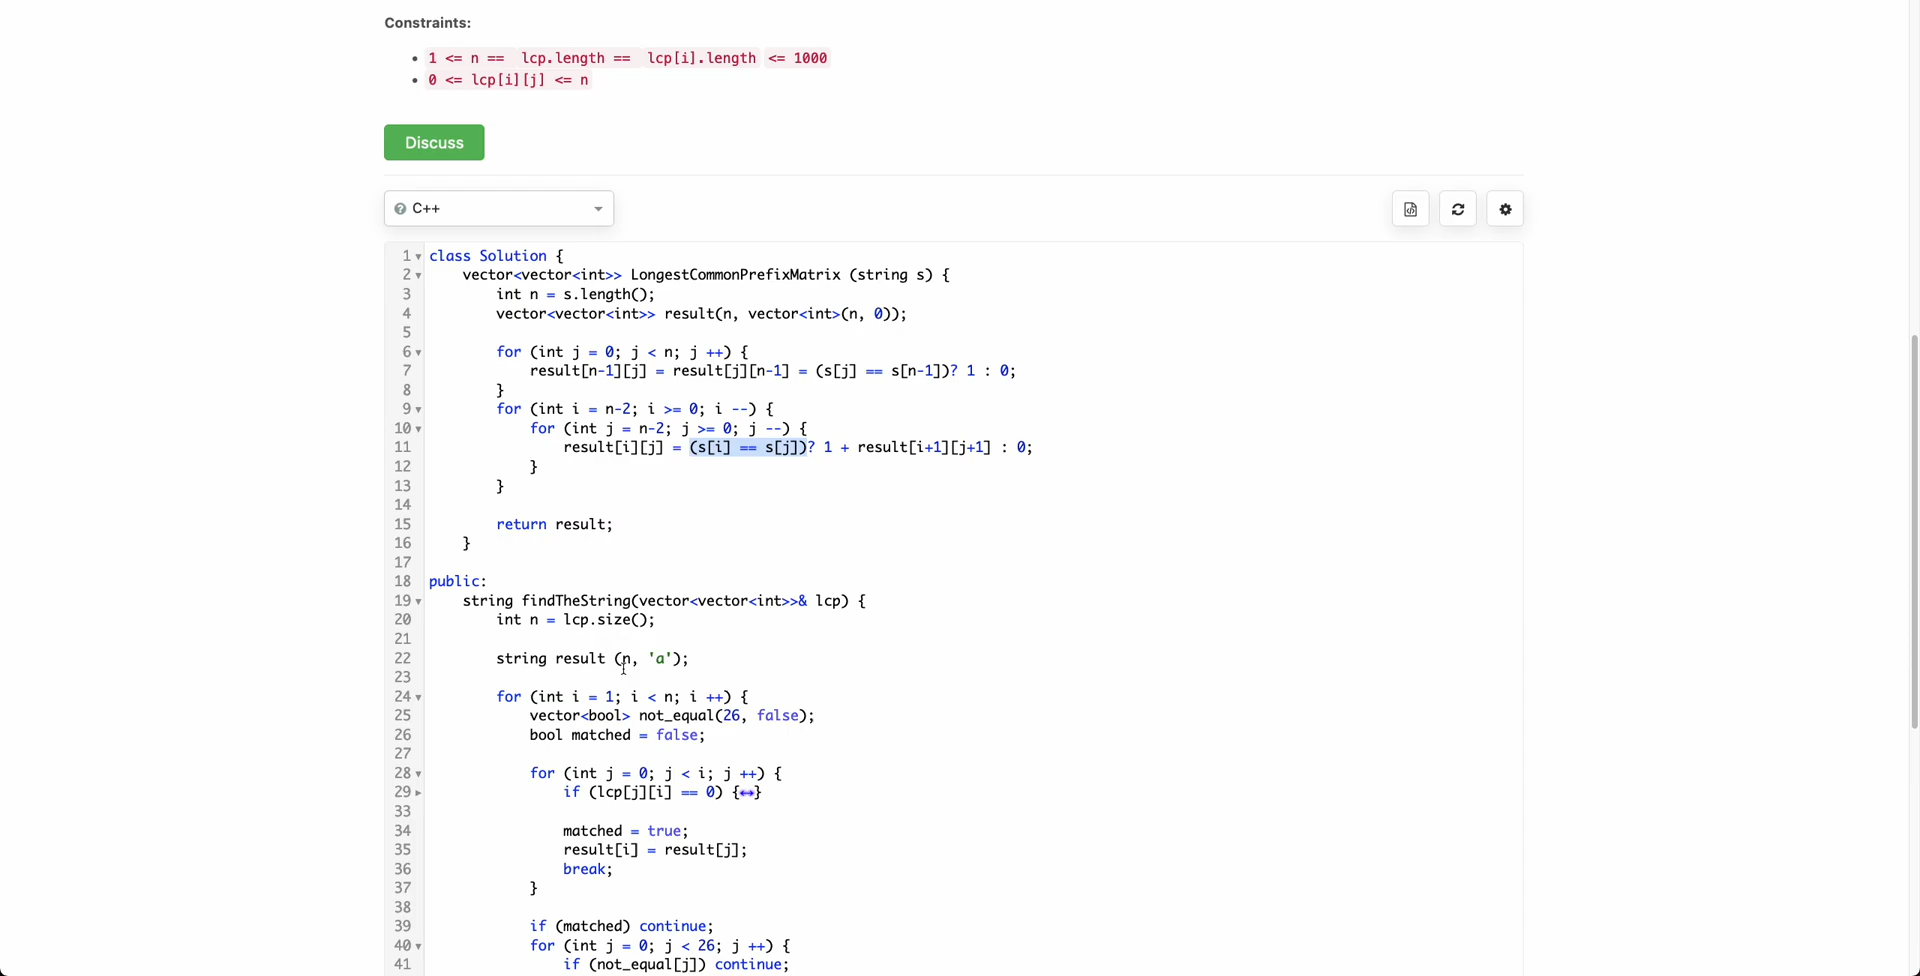 Constraints:
1 <= n == lcp.length == lcp[i].length <= 1000
0 <= lcp[i][j] <= n
Discuss
C++
1 class Solution {
2     vector<vector<int>> LongestCommonPrefixMatrix (string s) {
3         int n = s.length();
4         vector<vector<int>> result(n, vector<int>(n, 0));
5
6         for (int j = 0; j < n; j ++) {
7             result[n-1][j] = result[j][n-1] = (s[j] == s[n-1])? 1 : 0;
8         }
9         for (int i = n-2; i >= 0; i --) {
10             for (int j = n-2; j >= 0; j --) {
11                 result[i][j] = (s[i] == s[j])? 1 + result[i+1][j+1] : 0;
12             }
13         }
14
15         return result;
16     }
17
18 public:
19     string findTheString(vector<vector<int>>& lcp) {
20         int n = lcp.size();
21
22         string result (n, 'a');
23
24         for (int i = 1; i < n; i ++) {
25             vector<bool> not_equal(26, false);
26             bool matched = false;
27
28             for (int j = 0; j < i; j ++) {
29                 if (lcp[j][i] == 0) {↔}
33
34                 matched = true;
35                 result[i] = result[j];
36                 break;
37             }
38
39             if (matched) continue;
40             for (int j = 0; j < 26; j ++) {
41                 if (not_equal[j]) continue;